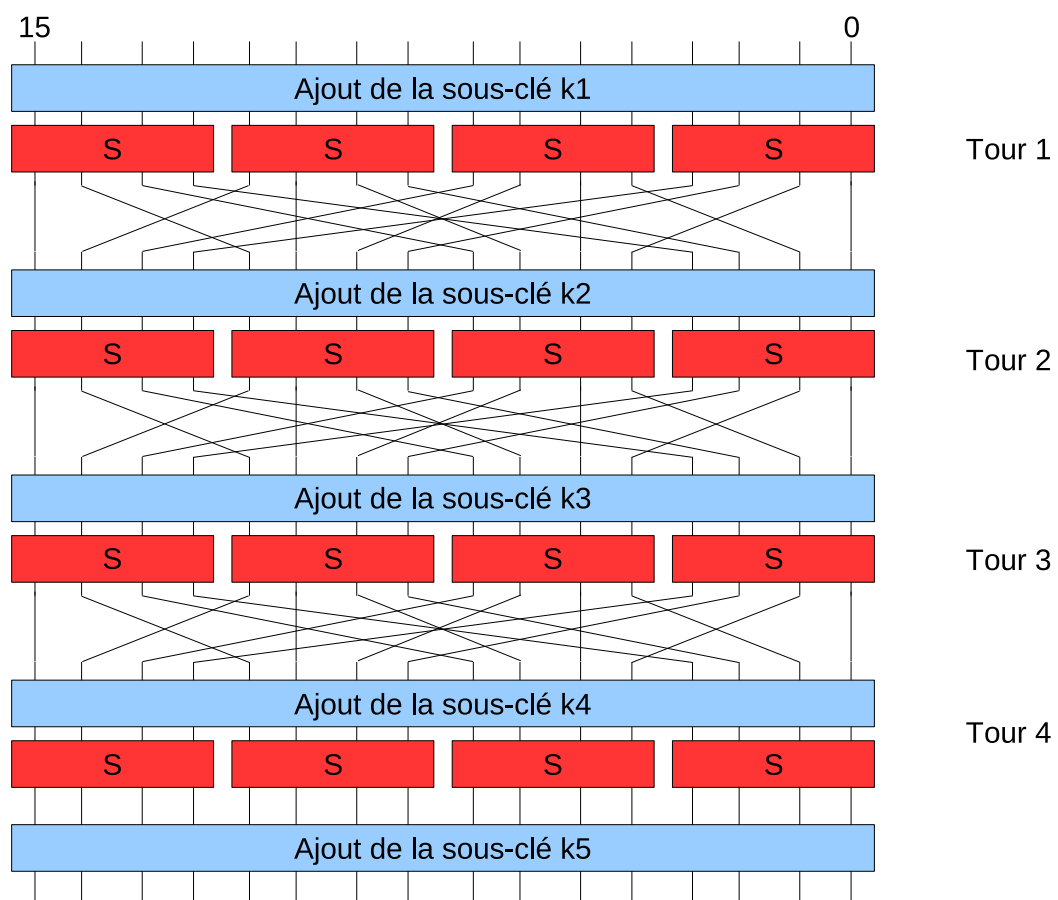 15 0
Ajout de la sous-clé k1
S S S S Tour 1
Ajout de la sous-clé k2
S S S S Tour 2
Ajout de la sous-clé k3
S S S S Tour 3
Ajout de la sous-clé k4
Tour 4
S S S S
Ajout de la sous-clé k5